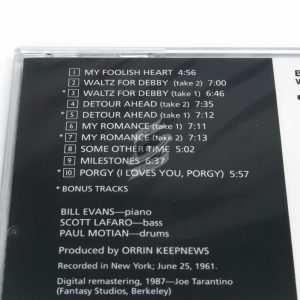 1 MY FOOLISH HEART 4:56
2 WALTZ FOR DEBBY (take 2) 7:00
* 3 WALTZ FOR DEBBY (take 1) 6:46
4 DETOUR AHEAD (take 2) 7:35
* 5 DETOUR AHEAD (take 1) 7:12
6 MY ROMANCE (take 1) 7:11
* 7 MY ROMANCE (take 2) 7:13
8 SOME OTHER TIME 5:02
9 MILESTONES 6:37
* 10 PORGY (I LOVES YOU, PORGY) 5:57
* BONUS TRACKS
BILL EVANS—piano
SCOTT LAFARO—bass
PAUL MOTIAN—drums
Produced by ORRIN KEEPNEWS
Recorded in New York; June 25, 1961.
Digital remastering, 1987—Joe Tarantino
(Fantasy Studios, Berkeley)